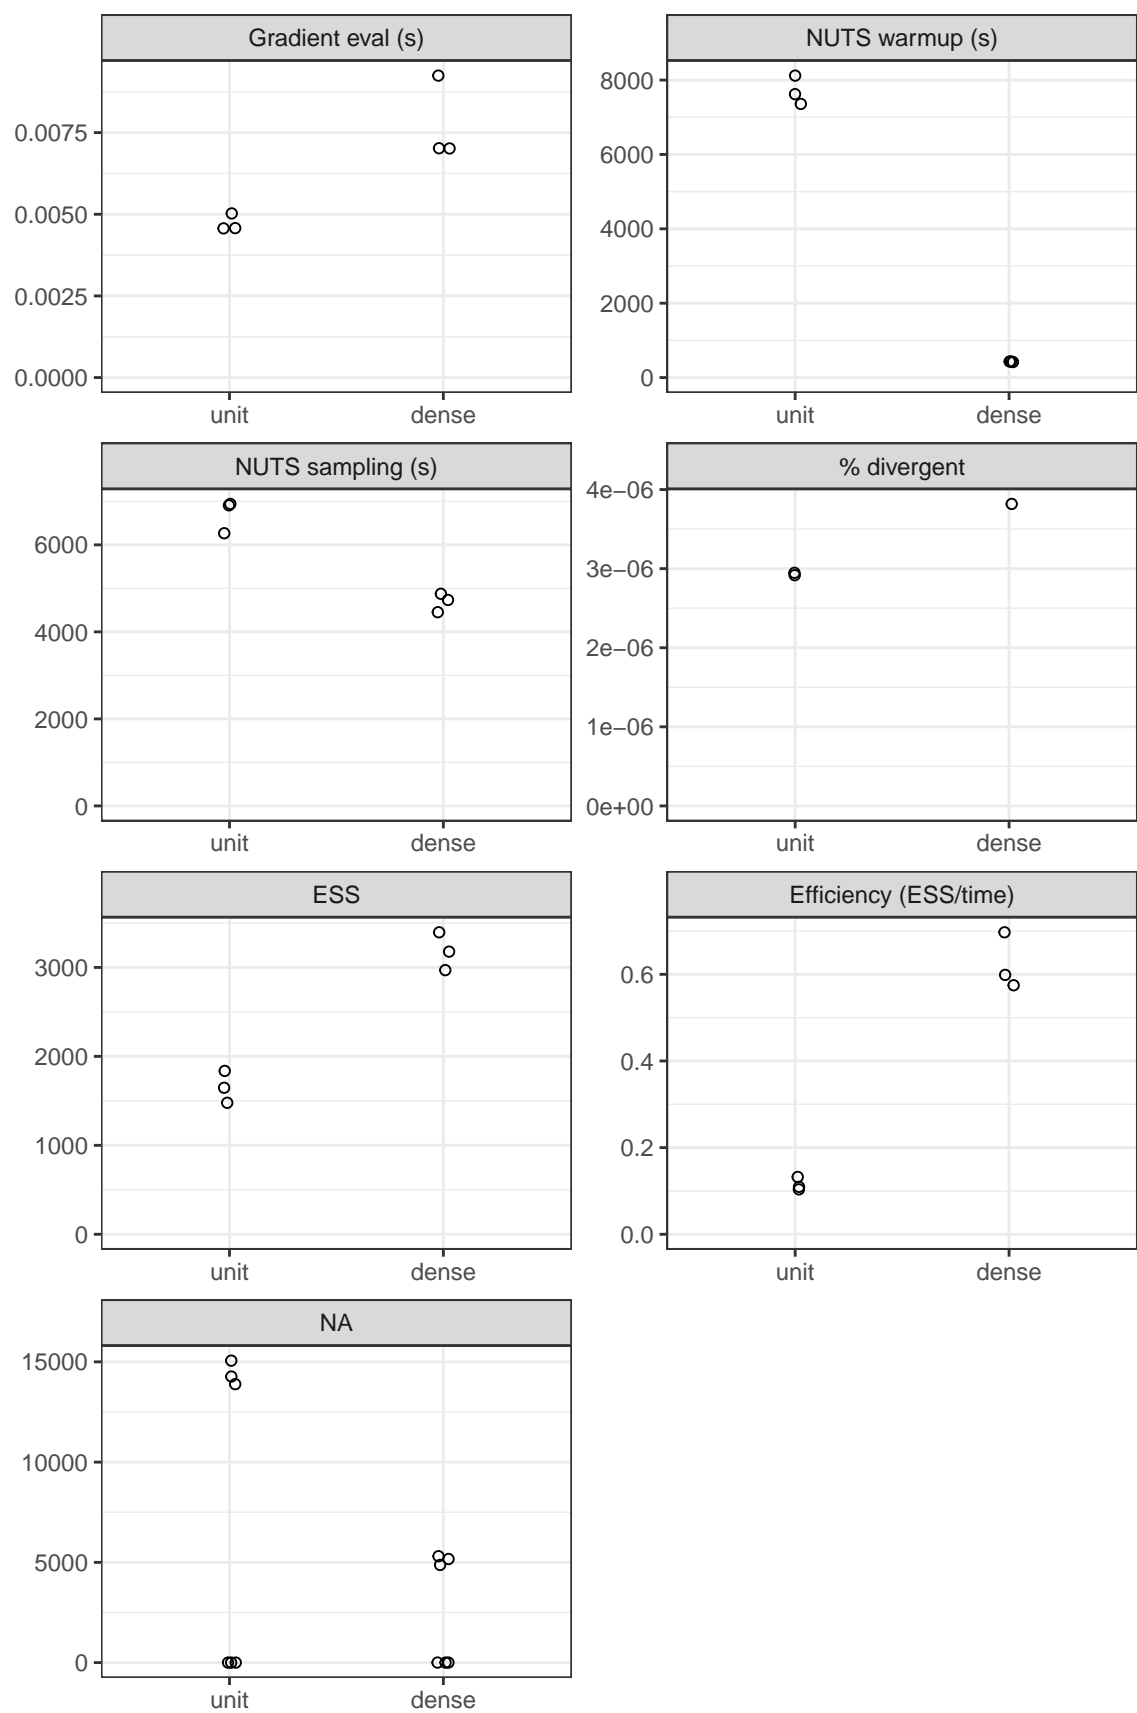 Gradient eval (s)
0.0075
0.0050
0.0025
0.0000
unit dense
NUTS warmup (s)
8000
6000
4000
2000
0
unit dense
NUTS sampling (s)
6000
4000
2000
0
unit dense
% divergent
4e−06
3e−06
2e−06
1e−06
0e+00
unit dense
ESS
3000
2000
1000
0
unit dense
Efficiency (ESS/time)
0.6
0.4
0.2
0.0
unit dense
NA
15000
10000
5000
0
unit dense